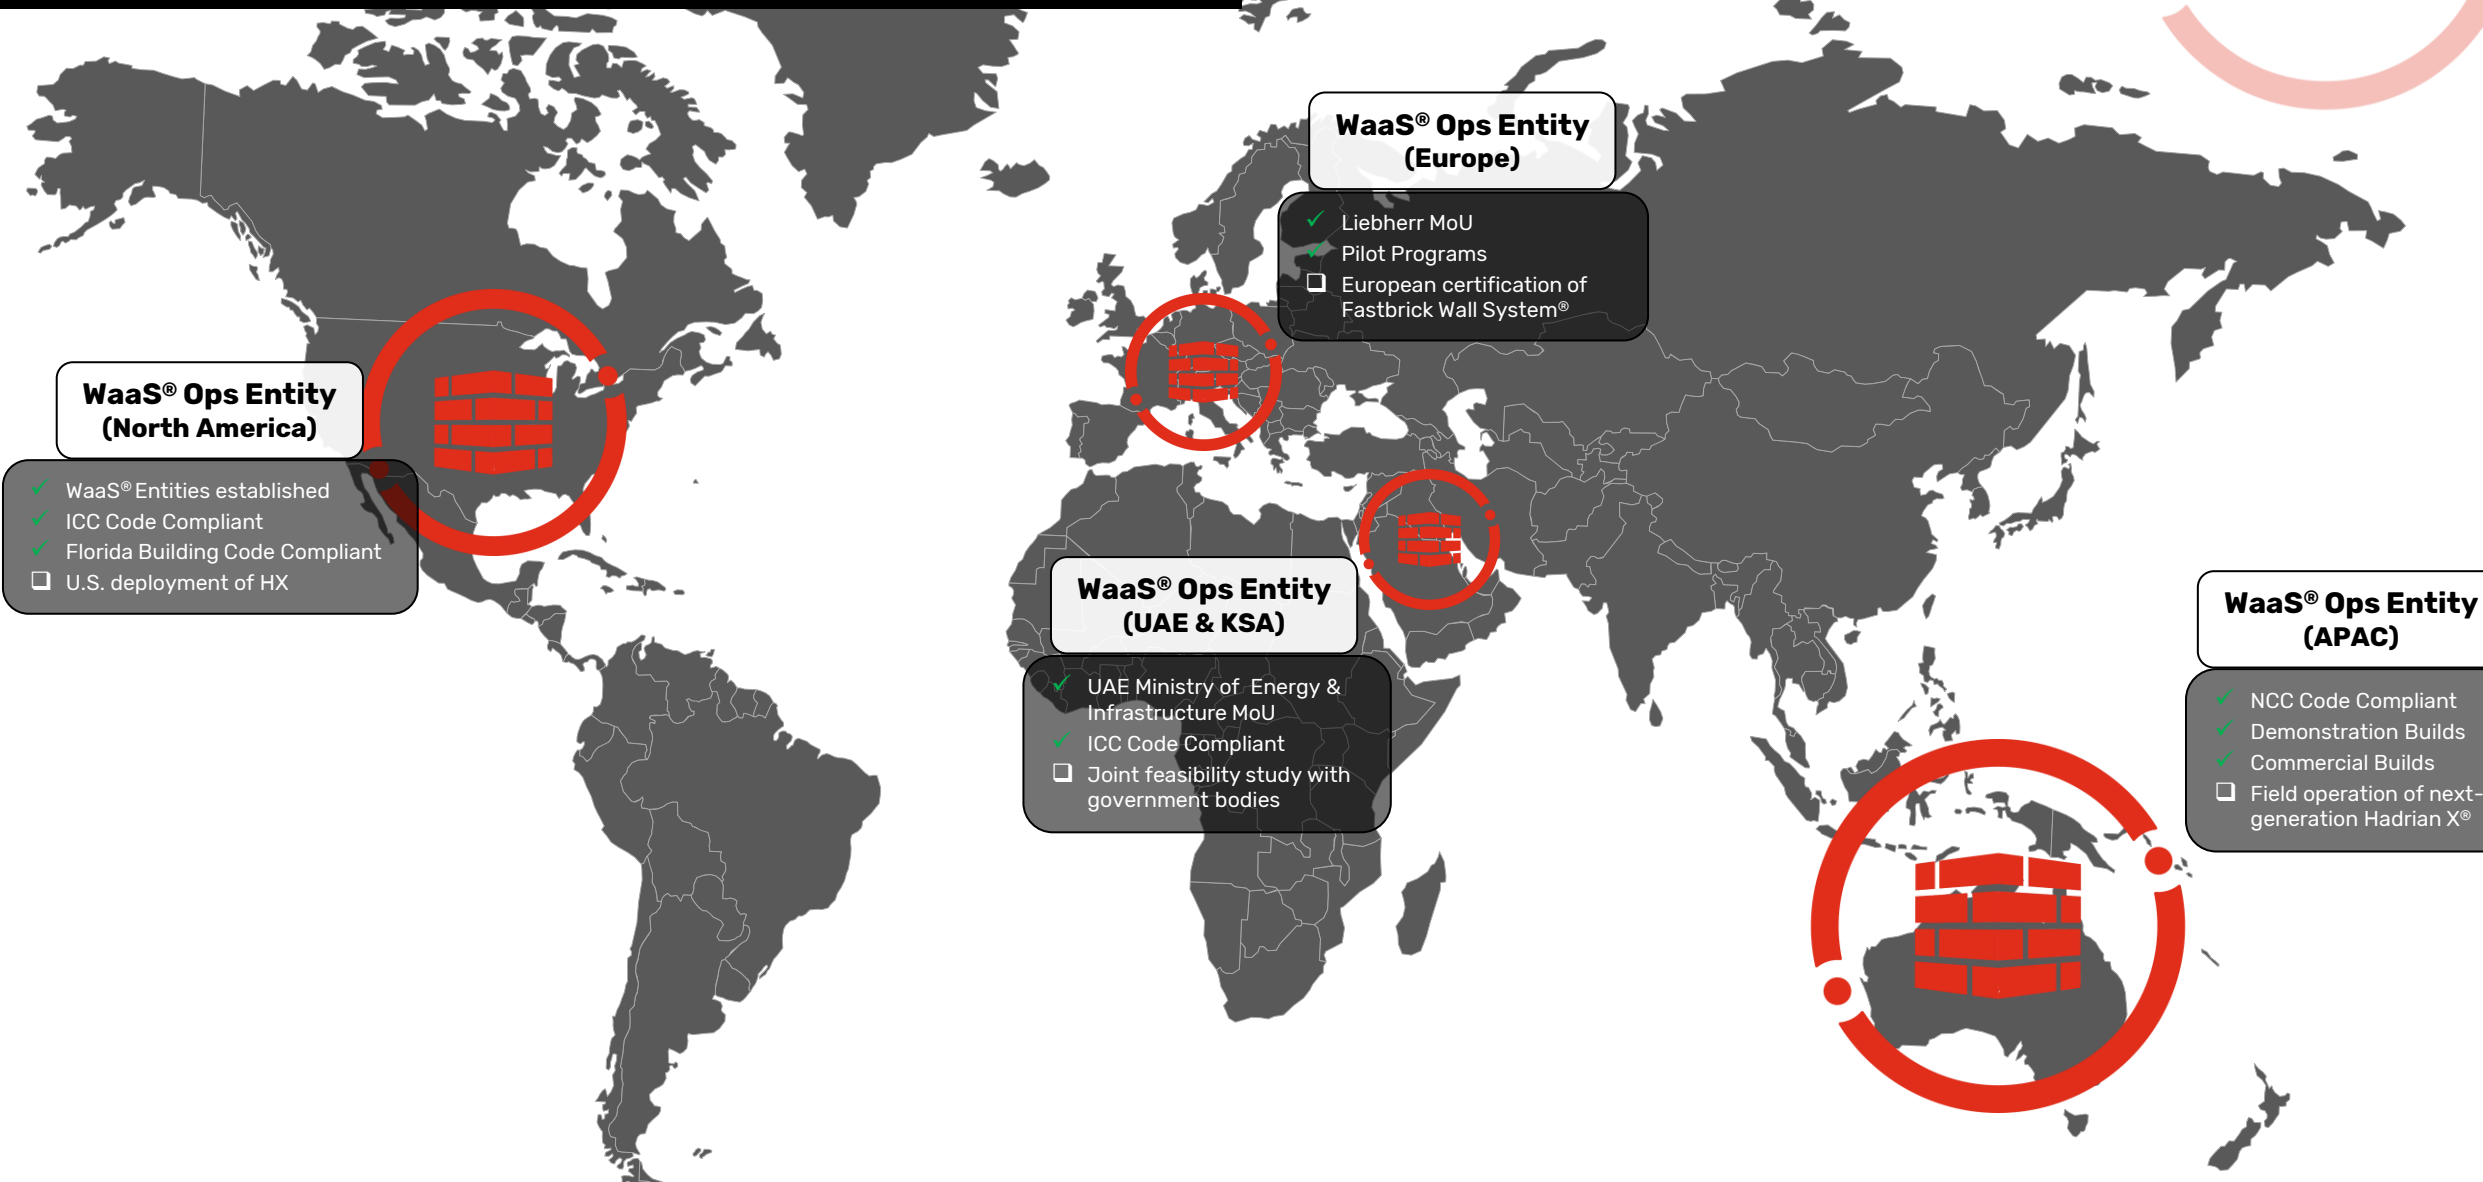 WaaS® Ops Entity
(Europe)
✓ Liebherr MoU
✓ Pilot Programs
❑ European certification of
Fastbrick Wall System®
WaaS® Ops Entity
(North America)
✓ WaaS® Entities established
✓ ICC Code Compliant
✓ Florida Building Code Compliant
❑ U.S. deployment of HX
WaaS® Ops Entity
(UAE & KSA)
✓ UAE Ministry of Energy &
Infrastructure MoU
✓ ICC Code Compliant
❑ Joint feasibility study with
government bodies
WaaS® Ops Entity
(APAC)
✓ NCC Code Compliant
✓ Demonstration Builds
✓ Commercial Builds
❑ Field operation of next-
generation Hadrian X®